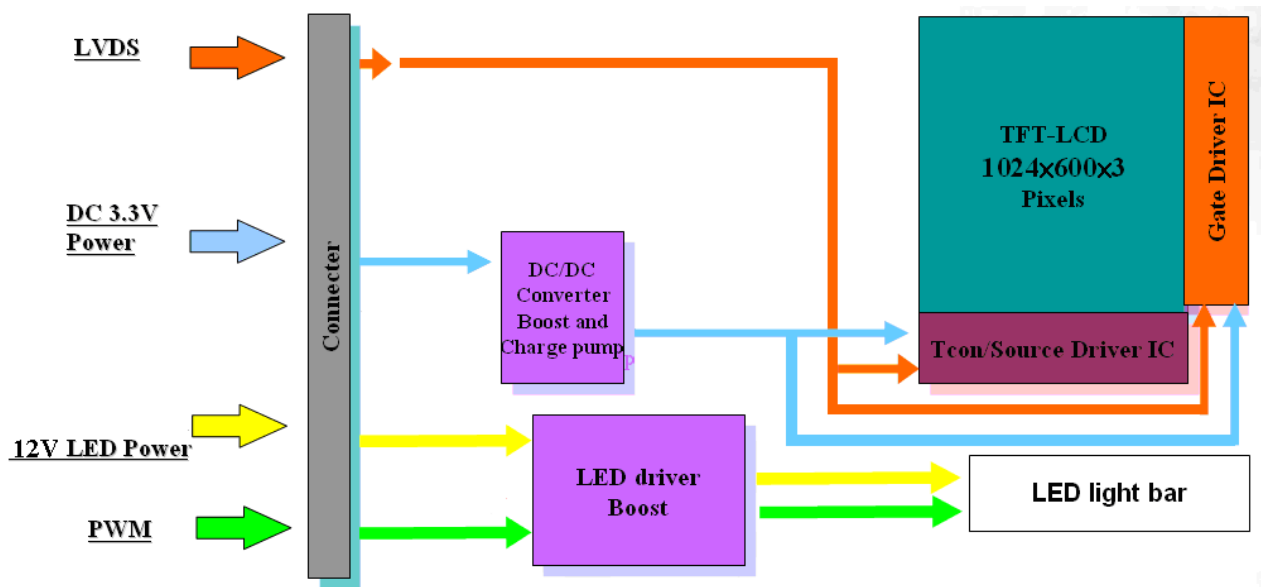 LVDS
DC 3.3V
Power
12V LED Power
PWM
Connecter
DC/DC
Converter
Boost and
Charge pump
P
LED driver
Boost
TFT-LCD
1024x600x3
Pixels
Gate Driver IC
Tcon/Source Driver IC
LED light bar